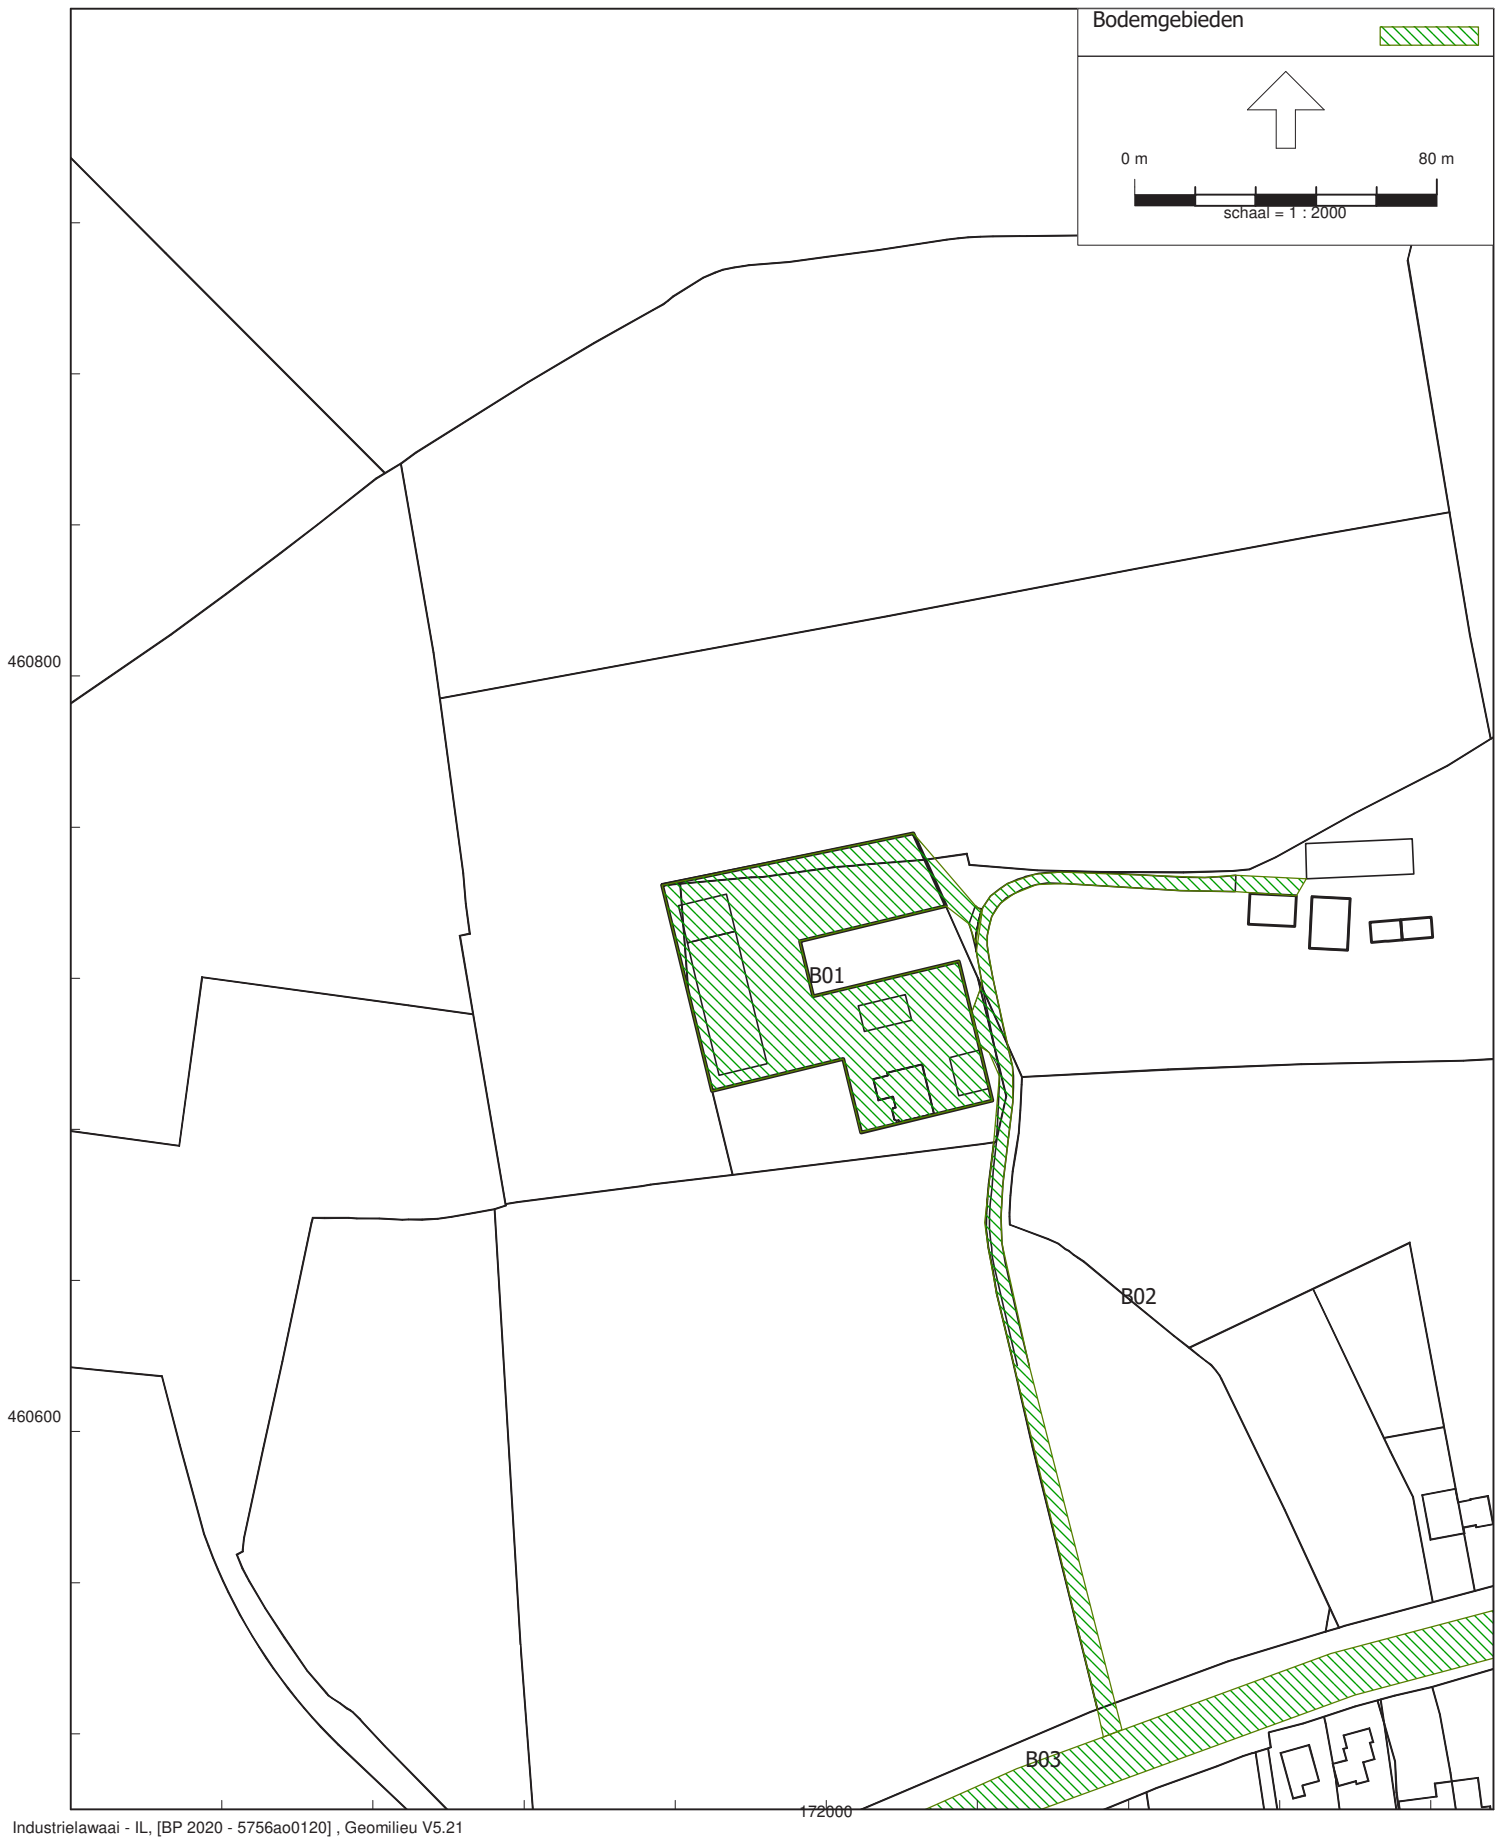 Bodemgebieden
0 m 80 m
schaal = 1 : 2000
460800
B01
B02
460600
B03
172000
Industrielawaai - IL, [BP 2020 - 5756ao0120] , Geomilieu V5.21